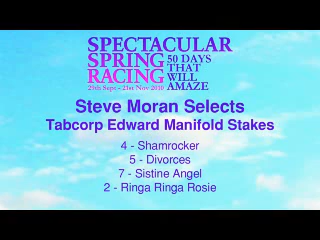 SPECTACULAR
SPRING 50 DAYS
THAT
RACING WILL
25th Sept - 21st Nov 2010 AMAZE
Steve Moran Selects
Tabcorp Edward Manifold Stakes
4 - Shamrocker
5 - Divorces
7 - Sistine Angel
2 - Ringa Ringa Rosie